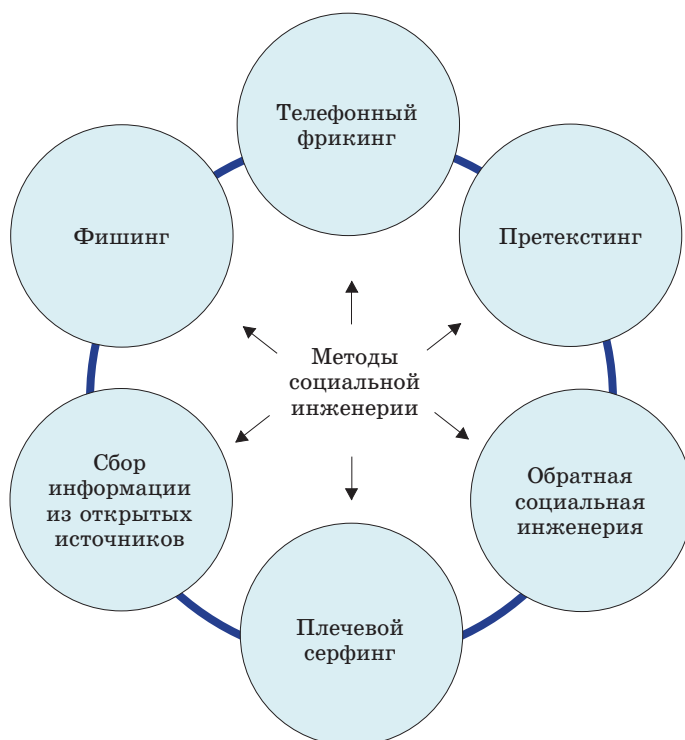 Телефонный
фрикинг
Фишинг
Претекстинг
Методы
социальной
инженерии
Сбор
информации
из открытых
источников
Обратная
социальная
инженерия
Плечевой
серфинг